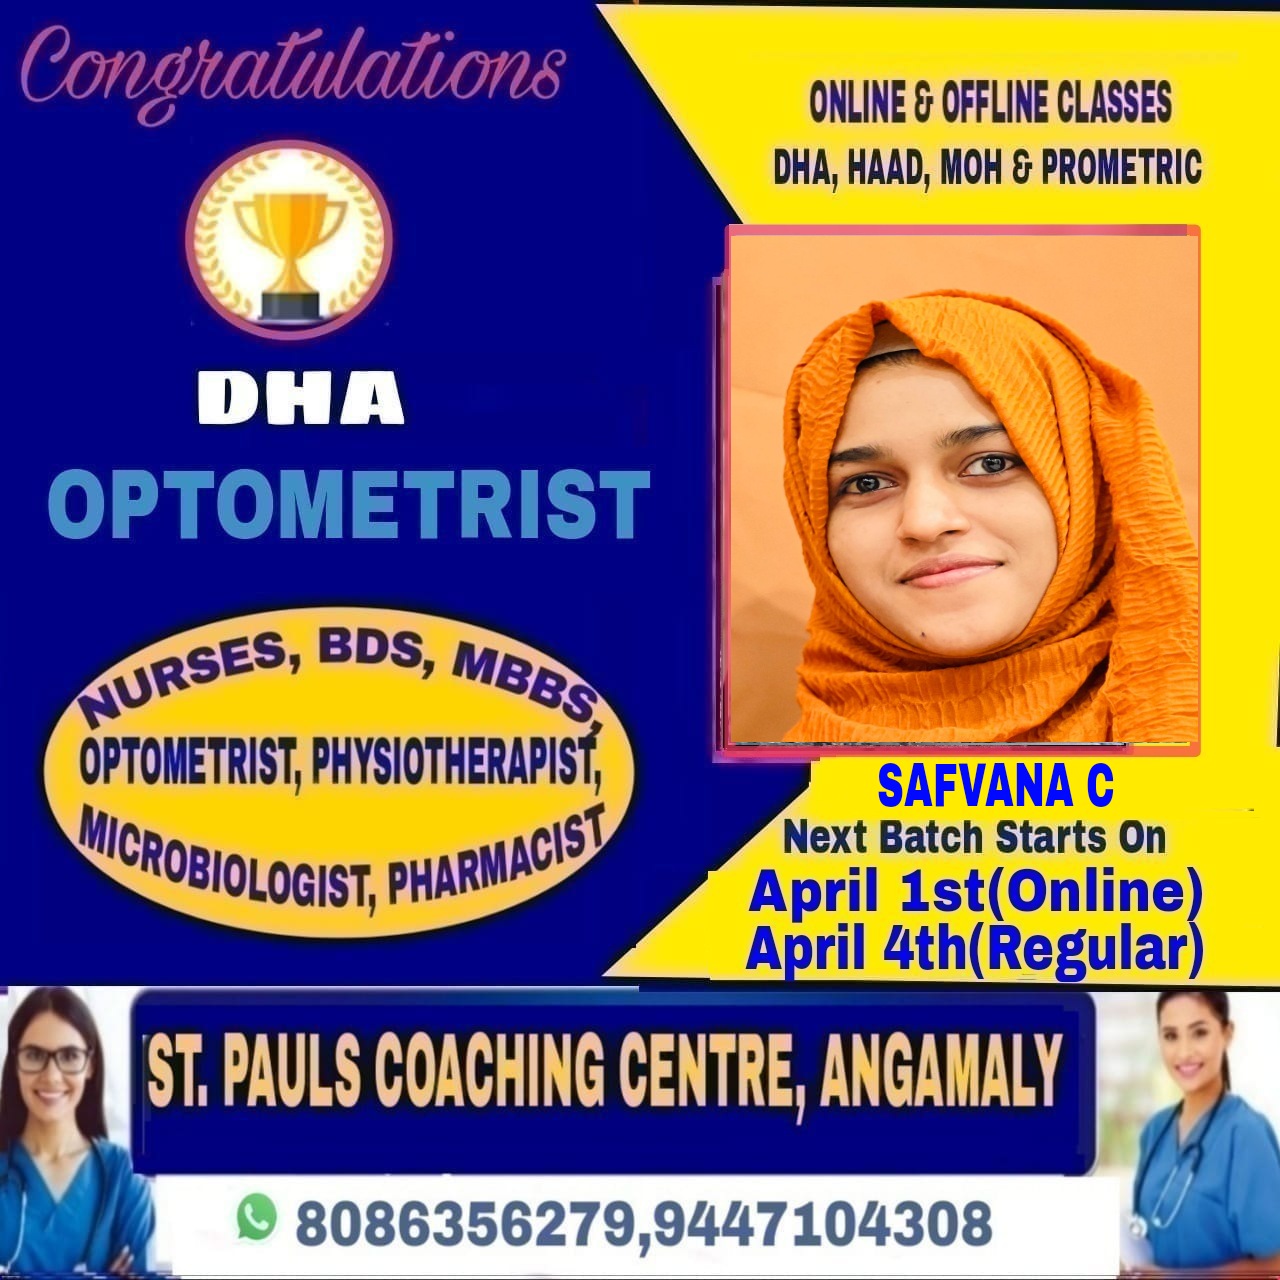 Congratulations
DHA
OPTOMETRIST
NURSES, BDS, MBBS,
OPTOMETRIST, PHYSIOTHERAPIST,
MICROBIOLOGIST, PHARMACIST
ONLINE & OFFLINE CLASSES
DHA, HAAD, MOH & PROMETRIC
SAFVANA C
Next Batch Starts On
April 1st(Online)
April 4th(Regular)
ST. PAULS COACHING CENTRE, ANGAMALY
8086356279,9447104308